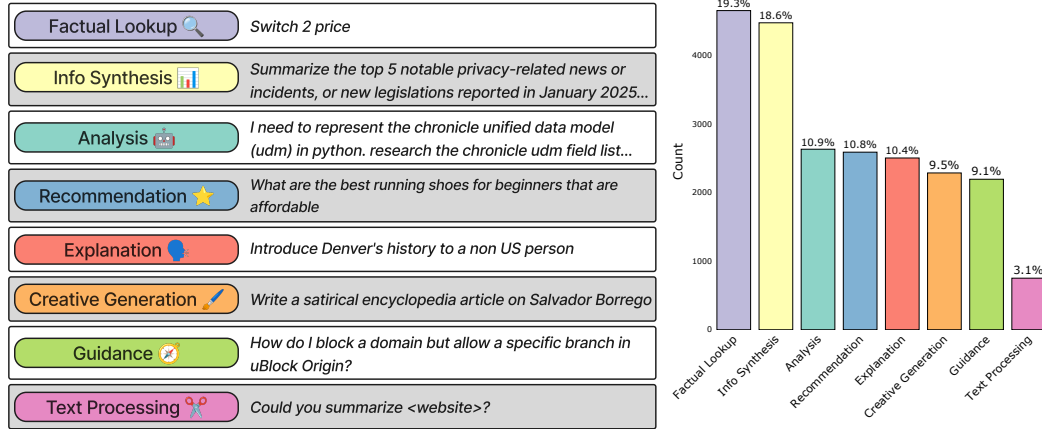 Factual Lookup 🔍
Switch 2 price
Info Synthesis 📊
Summarize the top 5 notable privacy-related news or
incidents, or new legislations reported in January 2025...
Analysis 🤖
I need to represent the chronicle unified data model
(udm) in python. research the chronicle udm field list...
Recommendation ⭐
What are the best running shoes for beginners that are
affordable
Explanation 🗣️
Introduce Denver's history to a non US person
Creative Generation 🖌️
Write a satirical encyclopedia article on Salvador Borrego
Guidance 🧭
How do I block a domain but allow a specific branch in
uBlock Origin?
Text Processing ✂️
Could you summarize <website>?
19.3%
18.6%
10.9%
10.8%
10.4%
9.5%
9.1%
3.1%
Count
4000
3000
2000
1000
0
Factual Lookup
Info Synthesis
Analysis
Recommendation
Explanation
Creative Generation
Guidance
Text Processing